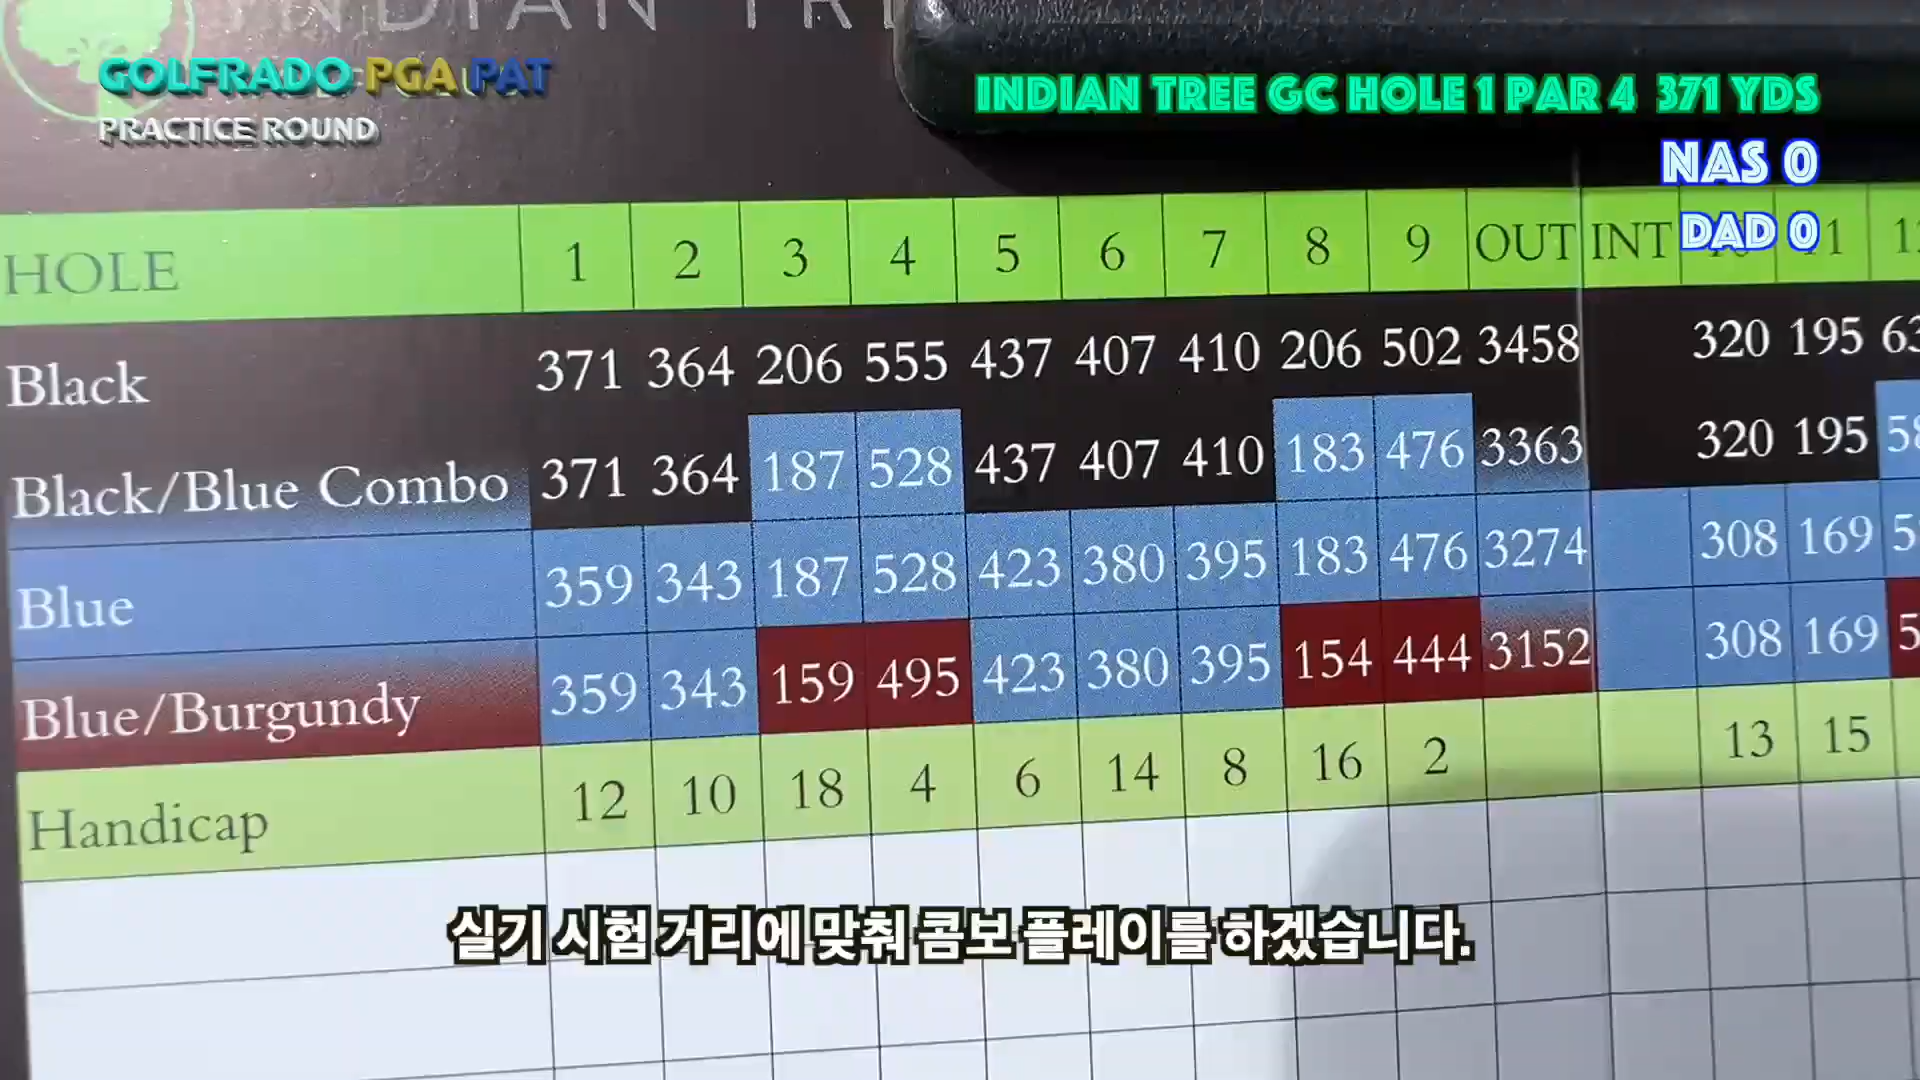 INDIAN TRE
GOLFRADO PGA PAT
PRACTICE ROUND
INDIAN TREE GC HOLE 1 PAR 4 371 YDS
NAS 0
DAD 0
HOLE 1 2 3 4 5 6 7 8 9 OUT INT
Black 371 364 206 555 437 407 410 206 502 3458 320 195
Black/Blue Combo 371 364 187 528 437 407 410 183 476 3363 320 195
Blue 359 343 187 528 423 380 395 183 476 3274 308 169
Blue/Burgundy 359 343 159 495 423 380 395 154 444 3152 308 169
Handicap 12 10 18 4 6 14 8 16 2 13 15
실기 시험 거리에 맞춰 콤보 플레이를 하겠습니다.